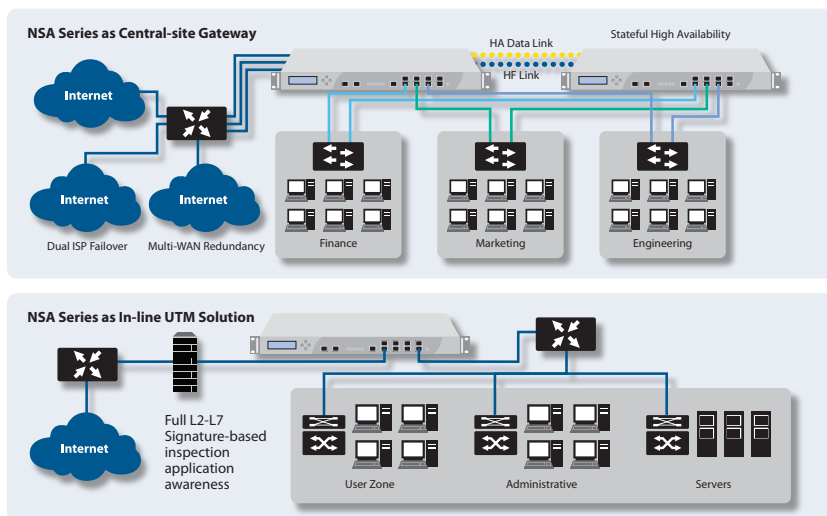 NSA Series as Central-site Gateway
HA Data Link
Stateful High Availability
HF Link
Internet
Internet
Internet
Dual ISP Failover
Multi-WAN Redundancy
Finance
Marketing
Engineering
NSA Series as In-line UTM Solution
Full L2-L7
Signature-based
inspection
application
awareness
Internet
User Zone
Administrative
Servers